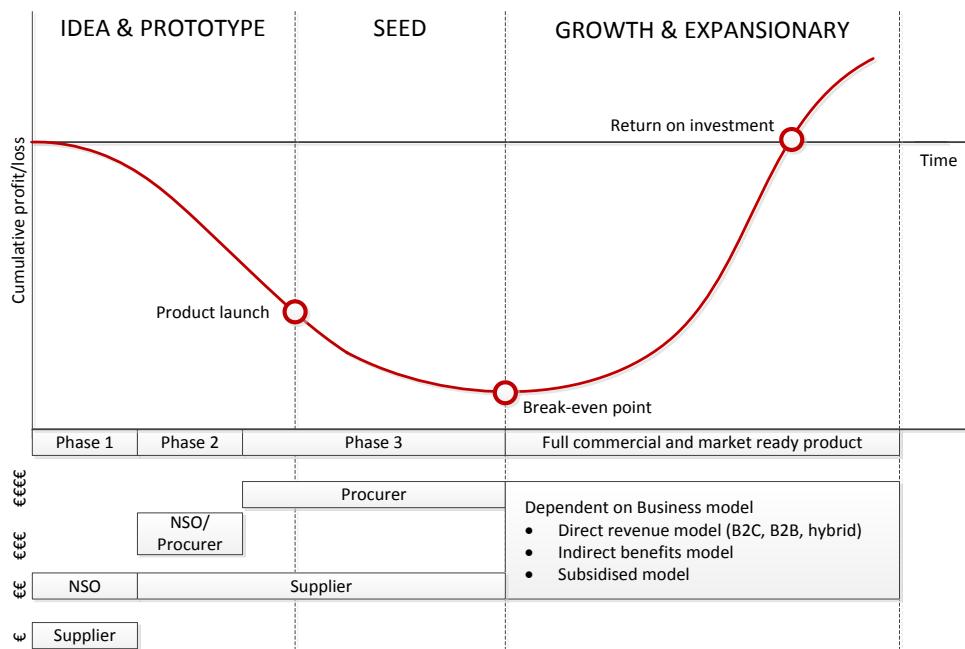 IDEA & PROTOTYPE
SEED
GROWTH & EXPANSIONARY
Return on investment
Time
Cumulative profit/loss
Product launch
Break-even point
Phase 1
Phase 2
Phase 3
Full commercial and market ready product
€€€€
Procurer
Dependent on Business model
• Direct revenue model (B2C, B2B, hybrid)
• Indirect benefits model
• Subsidised model
€€€
NSO/
Procurer
€€
NSO
Supplier
€
Supplier